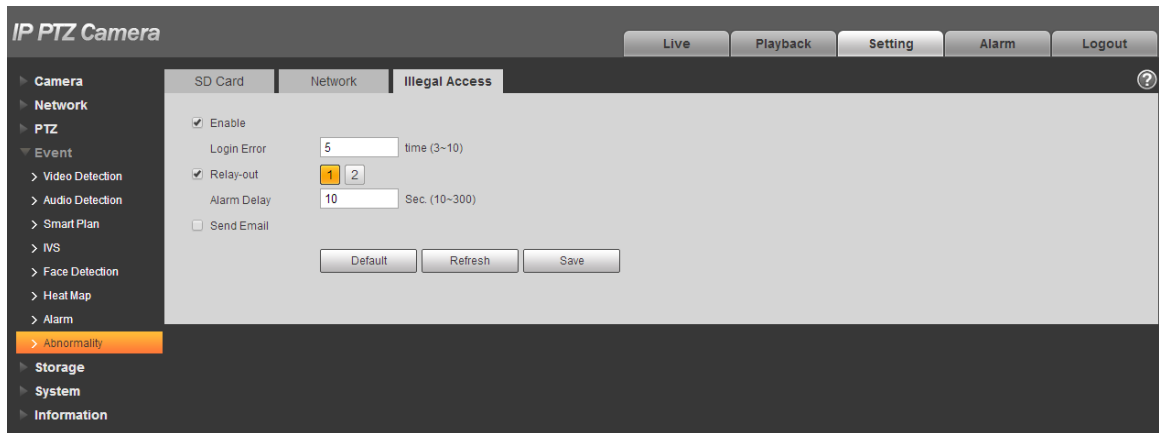 IP PTZ Camera
Live Playback Setting Alarm Logout
Camera
Network
PTZ
Event
Video Detection
Audio Detection
Smart Plan
IVS
Face Detection
Heat Map
Alarm
Abnormality
Storage
System
Information
SD Card Network Illegal Access
?
Enable
Login Error 5 time (3~10)
Relay-out 1 2
Alarm Delay 10 Sec. (10~300)
Send Email
Default Refresh Save